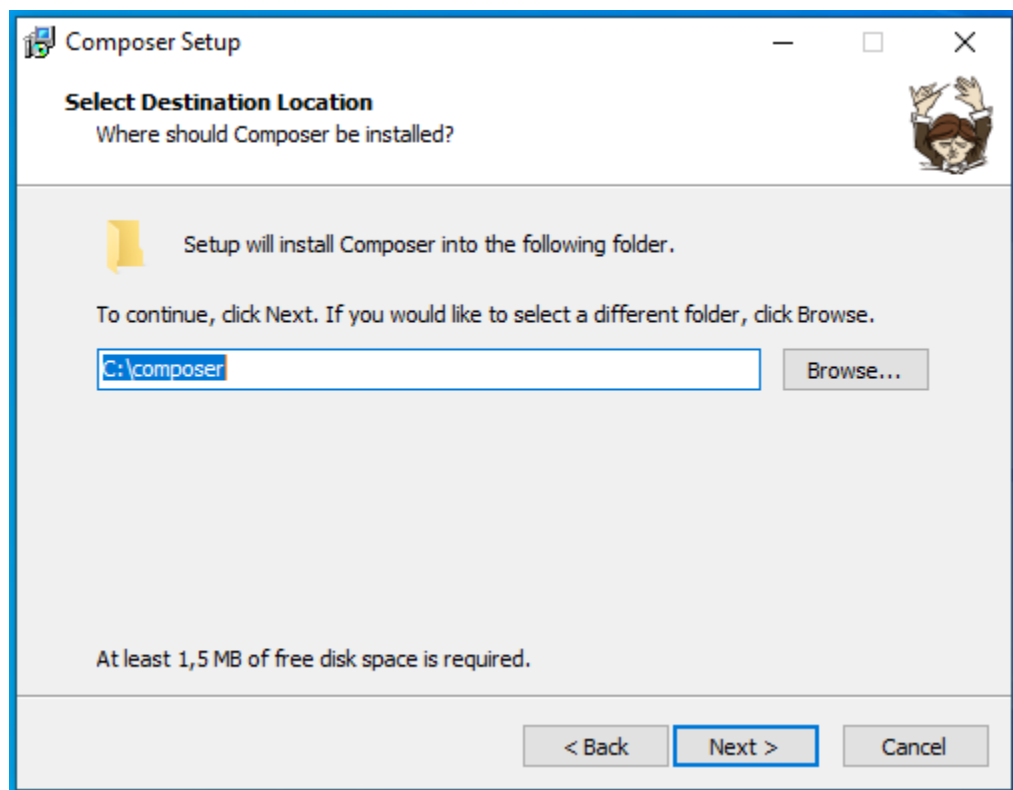 Composer Setup
Select Destination Location
Where should Composer be installed?
Setup will install Composer into the following folder.
To continue, click Next. If you would like to select a different folder, click Browse.
C:\composer
Browse...
At least 1,5 MB of free disk space is required.
< Back
Next >
Cancel